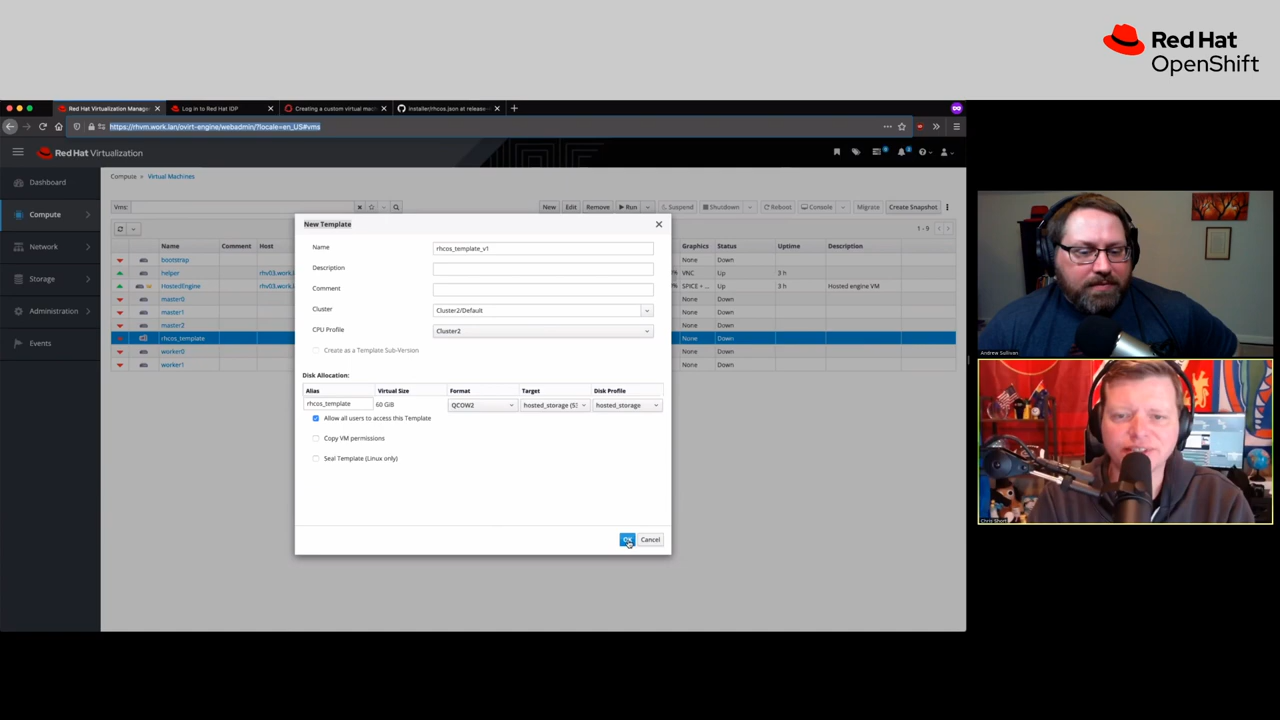 Red Hat
OpenShift
Red Hat Virtualization Manage
Log in to Red Hat IDP
Creating a custom virtual mac
installer/rhcos.json at release-
https://rhvm.work.lan/ovirt-engine/webadmin/?locale=en_US#vms
Red Hat Virtualization
Dashboard
Compute
Network
Storage
Administration
Events
Compute » Virtual Machines
Vms:
New Edit Remove Run Suspend Shutdown Reboot Console Migrate Create Snapshot
1 - 9
Name Comment Host Graphics Status Uptime Description
bootstrap None Down
helper rhv03.work.l VNC Up 3 h
HostedEngine rhv03.work.l SPICE + ... Up 3 h Hosted engine VM
master0 None Down
master1 None Down
master2 None Down
rhcos_template None Down
worker0 None Down
worker1 None Down
New Template
Name rhcos_template_v1
Description
Comment
Cluster Cluster2/Default
CPU Profile Cluster2
Create as a Template Sub-Version
Disk Allocation:
Alias Virtual Size Format Target Disk Profile
rhcos_template 60 GiB QCOW2 hosted_storage (53 hosted_storage
Allow all users to access this Template
Copy VM permissions
Seal Template (Linux only)
OK Cancel
Andrew Sullivan
Chris Short